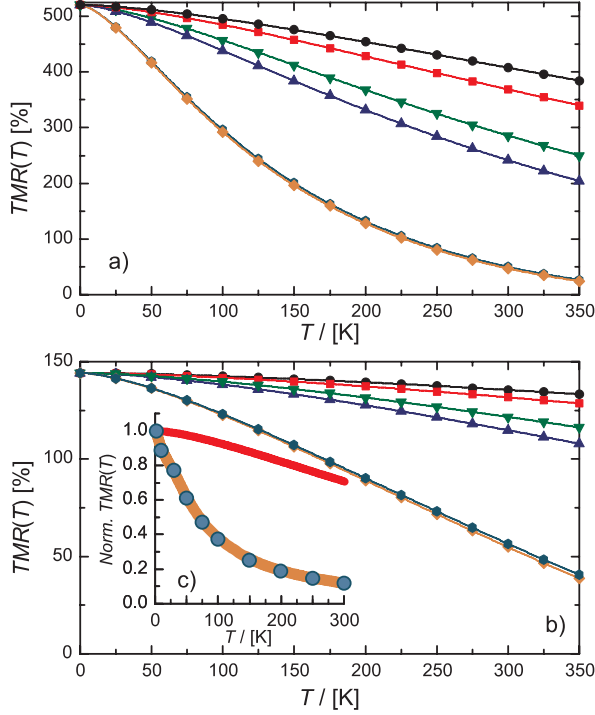 500
400
300
200
100
0
TMR(T) [%]
a)
0 50 100 150 200 250 300 350
T / [K]
150
100
50
0
TMR(T) [%]
1.0
0.8
0.6
0.4
0.2
0.0
Norm. TMR(T)
c)
0 100 200 300
T / [K]
b)
0 50 100 150 200 250 300 350
T / [K]